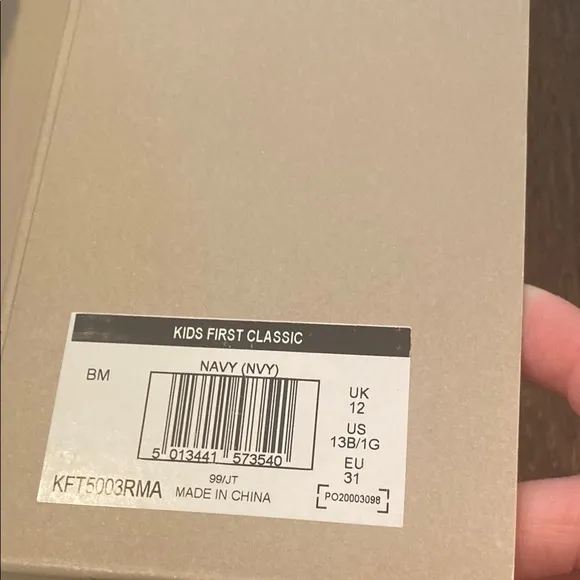 KIDS FIRST CLASSIC
NAVY (NVY)
BM
UK
12
US
13B/1G
EU
31
5 013441 573540
99/JT
KFT5003RMA
MADE IN CHINA
PO20003098